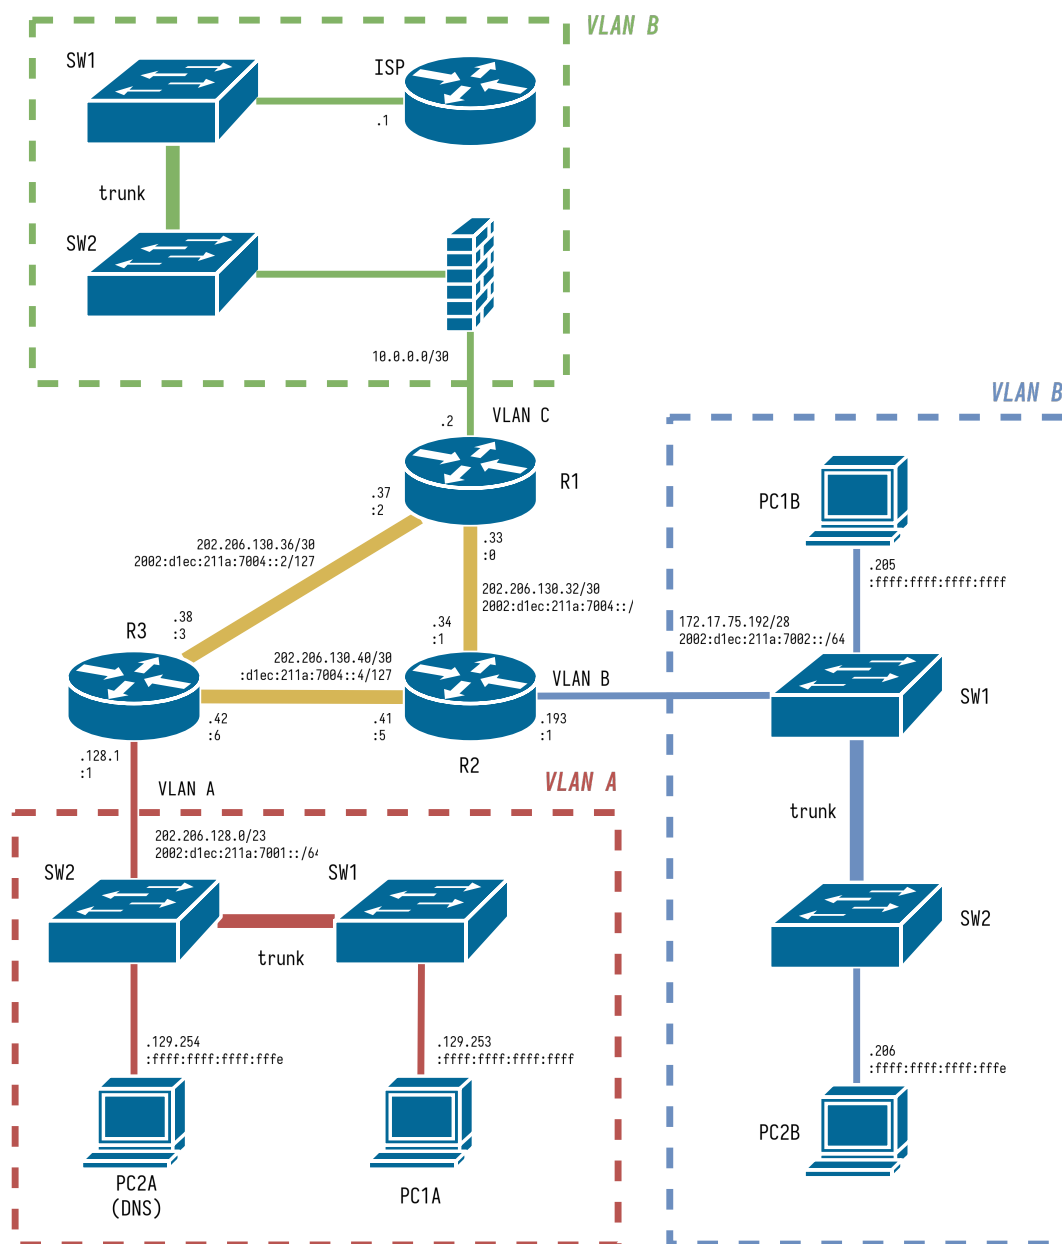 VLAN B
SW1
ISP
.1
trunk
SW2
10.0.0.0/30
.2
VLAN C
R1
.37
:2
202.206.130.36/30
2002:d1ec:211a:7004::2/127
.33
:0
202.206.130.32/30
2002:d1ec:211a:7004::/
.38
:3
R3
.34
:1
202.206.130.40/30
:d1ec:211a:7004::4/127
.42
:6
.41
:5
R2
VLAN B
.193
:1
.128.1
:1
VLAN A
VLAN A
202.206.128.0/23
2002:d1ec:211a:7001::/64
SW2
SW1
trunk
.129.254
:ffff:ffff:ffff:fffe
.129.253
:ffff:ffff:ffff:ffff
PC2A
(DNS)
PC1A
VLAN B
PC1B
.205
:ffff:ffff:ffff:ffff
172.17.75.192/28
2002:d1ec:211a:7002::/64
SW1
trunk
SW2
.206
:ffff:ffff:ffff:fffe
PC2B